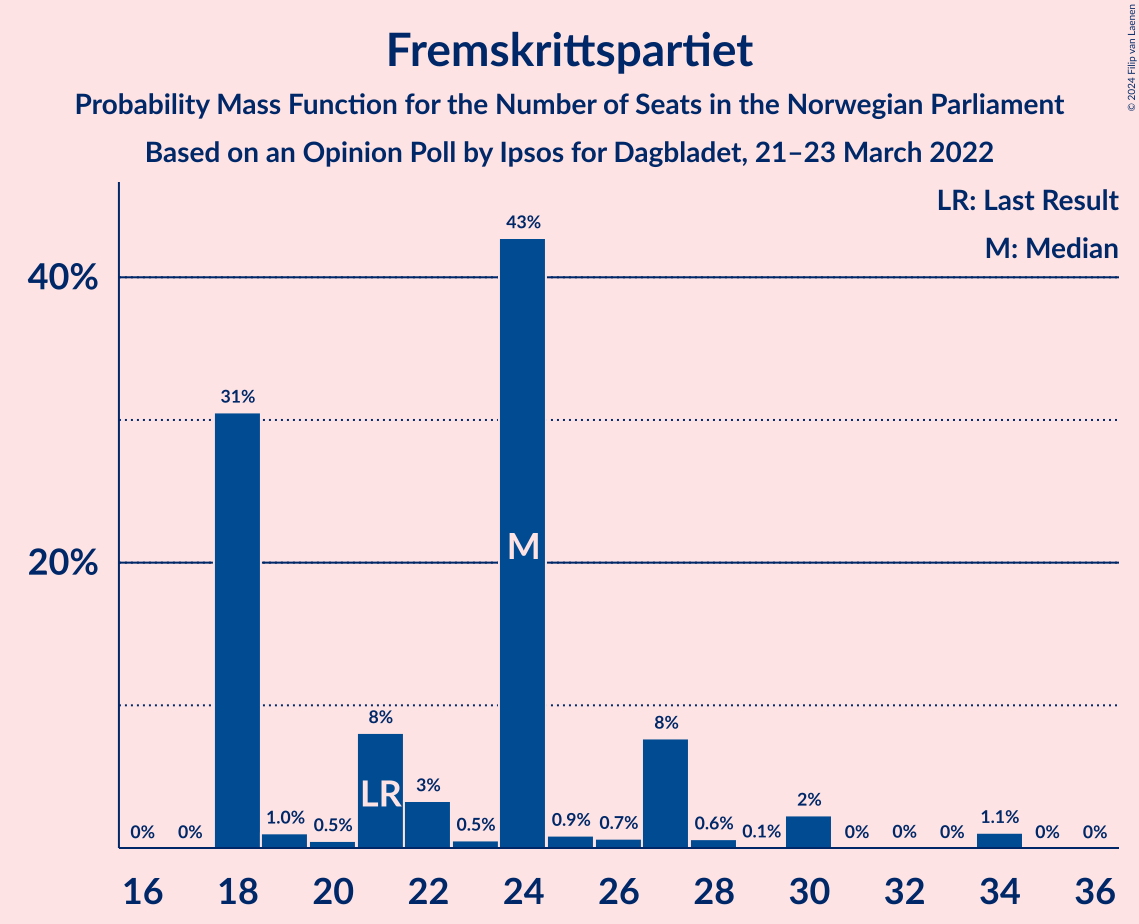 Fremskrittspartiet
Probability Mass Function for the Number of Seats in the Norwegian Parliament
Based on an Opinion Poll by Ipsos for Dagbladet, 21–23 March 2022
© 2024 Filip van Laenen
LR: Last Result
M: Median
40%
20%
0%
0%
31%
1.0%
0.5%
8%
LR
3%
0.5%
43%
M
0.9%
0.7%
8%
0.6%
0.1%
2%
0%
0%
0%
1.1%
0%
0%
16 18 20 22 24 26 28 30 32 34 36